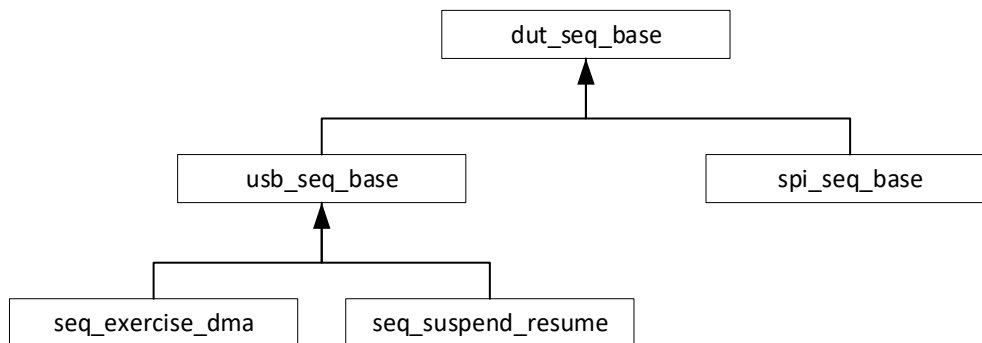 dut_seq_base
usb_seq_base
spi_seq_base
seq_exercise_dma
seq_suspend_resume